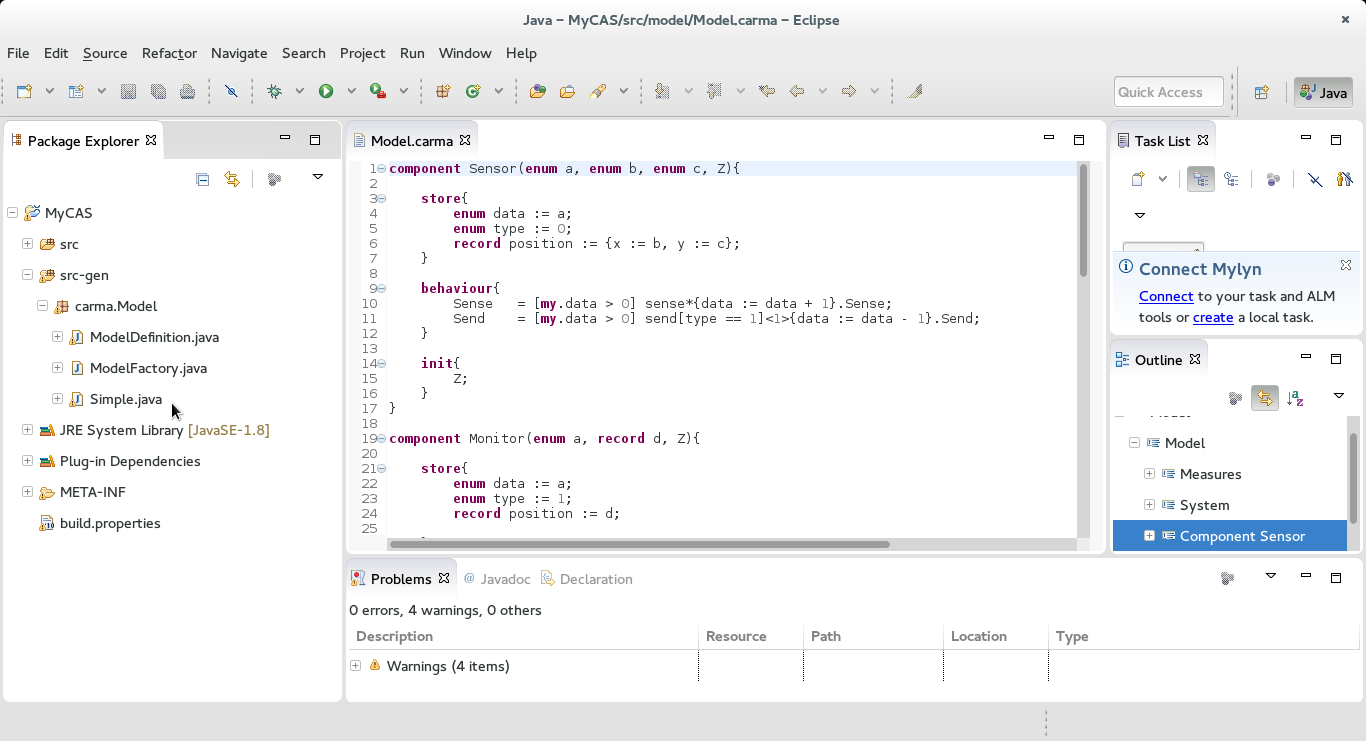 Java – MyCAS/src/model/Model.carma – Eclipse
File Edit Source Refactor Navigate Search Project Run Window Help
Quick Access
Java
Package Explorer
MyCAS
src
src-gen
carma.Model
ModelDefinition.java
ModelFactory.java
Simple.java
JRE System Library [JavaSE-1.8]
Plug-in Dependencies
META-INF
build.properties
Model.carma
1 component Sensor(enum a, enum b, enum c, Z){
2
3 store{
4 enum data := a;
5 enum type := 0;
6 record position := {x := b, y := c};
7 }
8
9 behaviour{
10 Sense = [my.data > 0] sense*{data := data + 1}.Sense;
11 Send = [my.data > 0] send[type == 1]<1>{data := data - 1}.Send;
12 }
13
14 init{
15 Z;
16 }
17 }
18
19 component Monitor(enum a, record d, Z){
20
21 store{
22 enum data := a;
23 enum type := 1;
24 record position := d;
25
Task List
Connect Mylyn
Connect to your task and ALM
tools or create a local task.
Outline
Model
Measures
System
Component Sensor
Problems @ Javadoc Declaration
0 errors, 4 warnings, 0 others
Description Resource Path Location Type
Warnings (4 items)